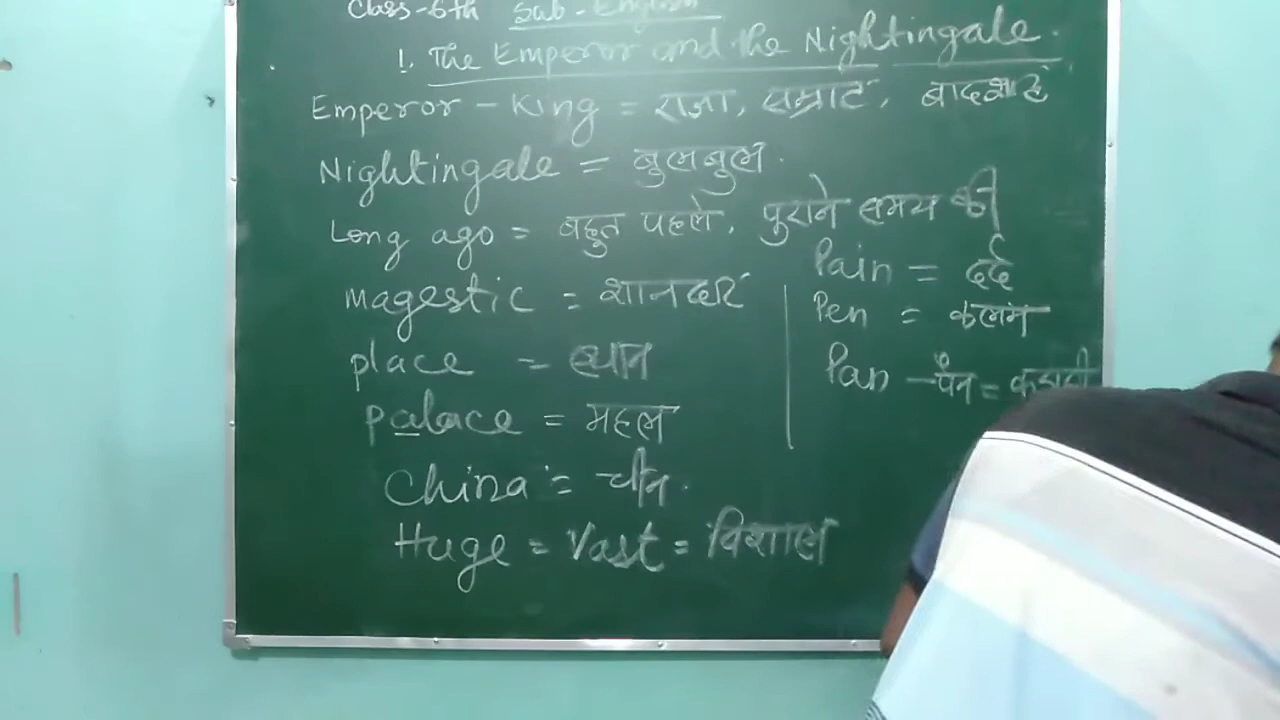 Class-6th Sub-English
1. The Emperor and the Nightingale.
Emperor - King = राजा, सम्राट, बादशाह
Nightingale = बुलबुल.
Long ago = बहुत पहले, पुराने समय की
Pain = दर्द
magestic = शानदार
Pen = कलम
place = स्थान
Pan - पैन =
palace = महल
China = चीन.
Huge = Vast = विशाल